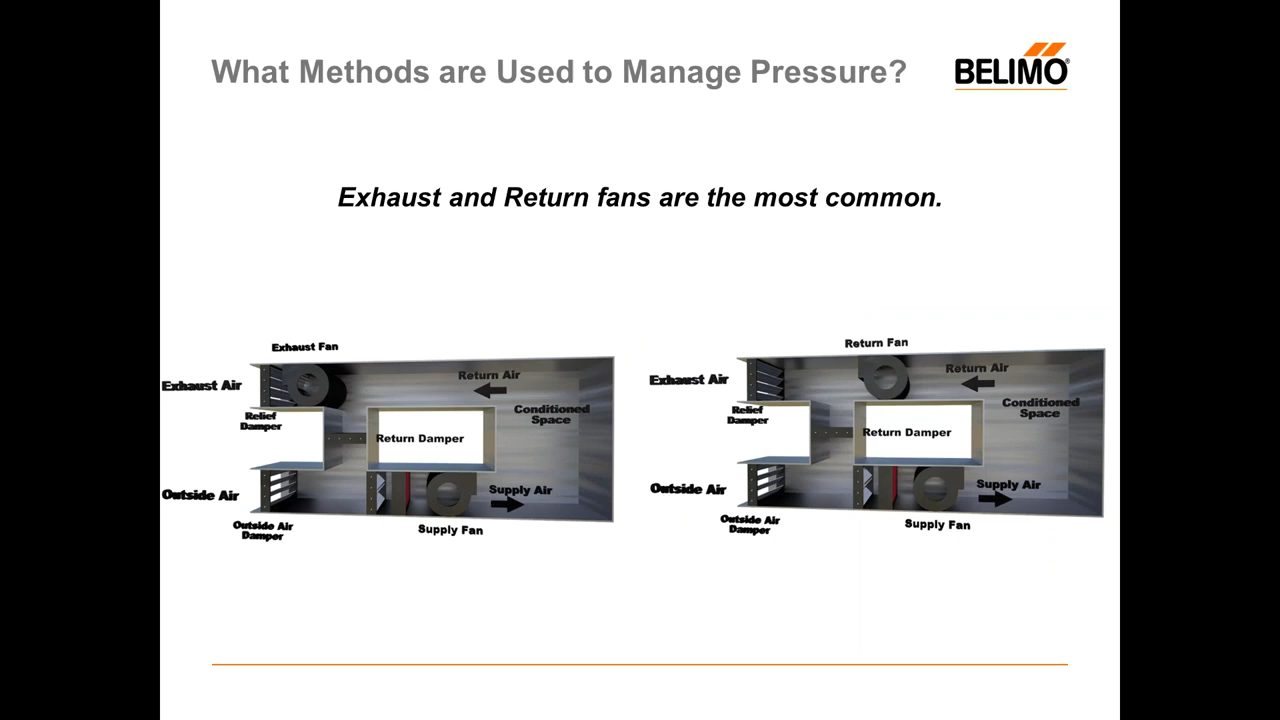 What Methods are Used to Manage Pressure?
BELIMO®
Exhaust and Return fans are the most common.
Exhaust Fan
Exhaust Air
Return Air
Relief
Damper
Conditioned
Space
Return Damper
Outside Air
Supply Air
Outside Air
Damper
Supply Fan
Return Fan
Exhaust Air
Return Air
Relief
Damper
Conditioned
Space
Return Damper
Outside Air
Supply Air
Outside Air
Damper
Supply Fan